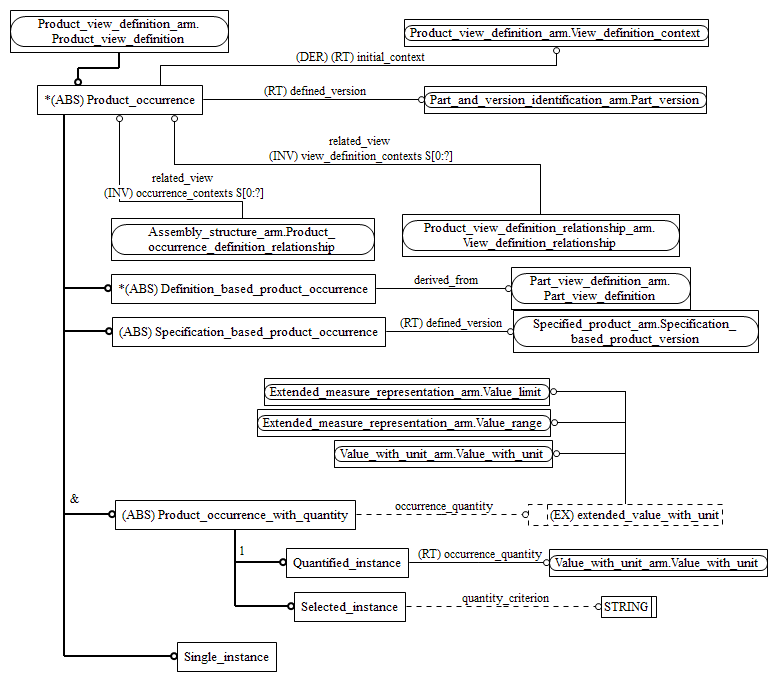 Product_view_definition_arm.
Product_view_definition
Product_view_definition_arm.View_definition_context
(DER) (RT) initial_context
*(ABS) Product_occurrence
(RT) defined_version
Part_and_version_identification_arm.Part_version
related_view
(INV) view_definition_contexts S[0:?]
related_view
(INV) occurrence_contexts S[0:?]
Assembly_structure_arm.Product_
occurrence_definition_relationship
Product_view_definition_relationship_arm.
View_definition_relationship
*(ABS) Definition_based_product_occurrence
derived_from
Part_view_definition_arm.
Part_view_definition
(ABS) Specification_based_product_occurrence
(RT) defined_version
Specified_product_arm.Specification_
based_product_version
Extended_measure_representation_arm.Value_limit
Extended_measure_representation_arm.Value_range
Value_with_unit_arm.Value_with_unit
&
(ABS) Product_occurrence_with_quantity
occurrence_quantity
(EX) extended_value_with_unit
1
Quantified_instance
(RT) occurrence_quantity
Value_with_unit_arm.Value_with_unit
Selected_instance
quantity_criterion
STRING
Single_instance